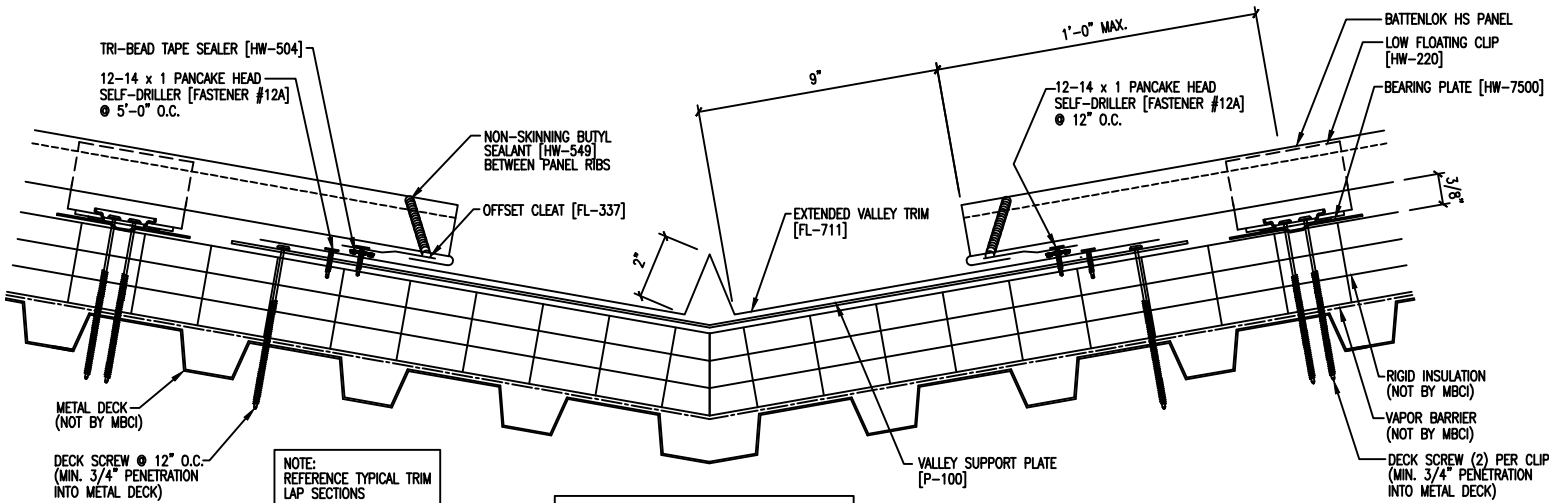 TRI-BEAD TAPE SEALER [HW-504]
12-14 x 1 PANCAKE HEAD
SELF-DRILLER [FASTENER #12A]
@ 5'-0" O.C.
NON-SKINNING BUTYL
SEALANT [HW-549]
BETWEEN PANEL RIBS
OFFSET CLEAT [FL-337]
2"
9"
1'-0" MAX.
EXTENDED VALLEY TRIM
[FL-711]
12-14 x 1 PANCAKE HEAD
SELF-DRILLER [FASTENER #12A]
@ 12" O.C.
BATTENLOK HS PANEL
LOW FLOATING CLIP
[HW-220]
BEARING PLATE [HW-7500]
3/8"
METAL DECK
(NOT BY MBCI)
DECK SCREW @ 12" O.C.
(MIN. 3/4" PENETRATION
INTO METAL DECK)
NOTE:
REFERENCE TYPICAL TRIM
LAP SECTIONS
VALLEY SUPPORT PLATE
[P-100]
RIGID INSULATION
(NOT BY MBCI)
VAPOR BARRIER
(NOT BY MBCI)
DECK SCREW (2) PER CLIP
(MIN. 3/4" PENETRATION
INTO METAL DECK)